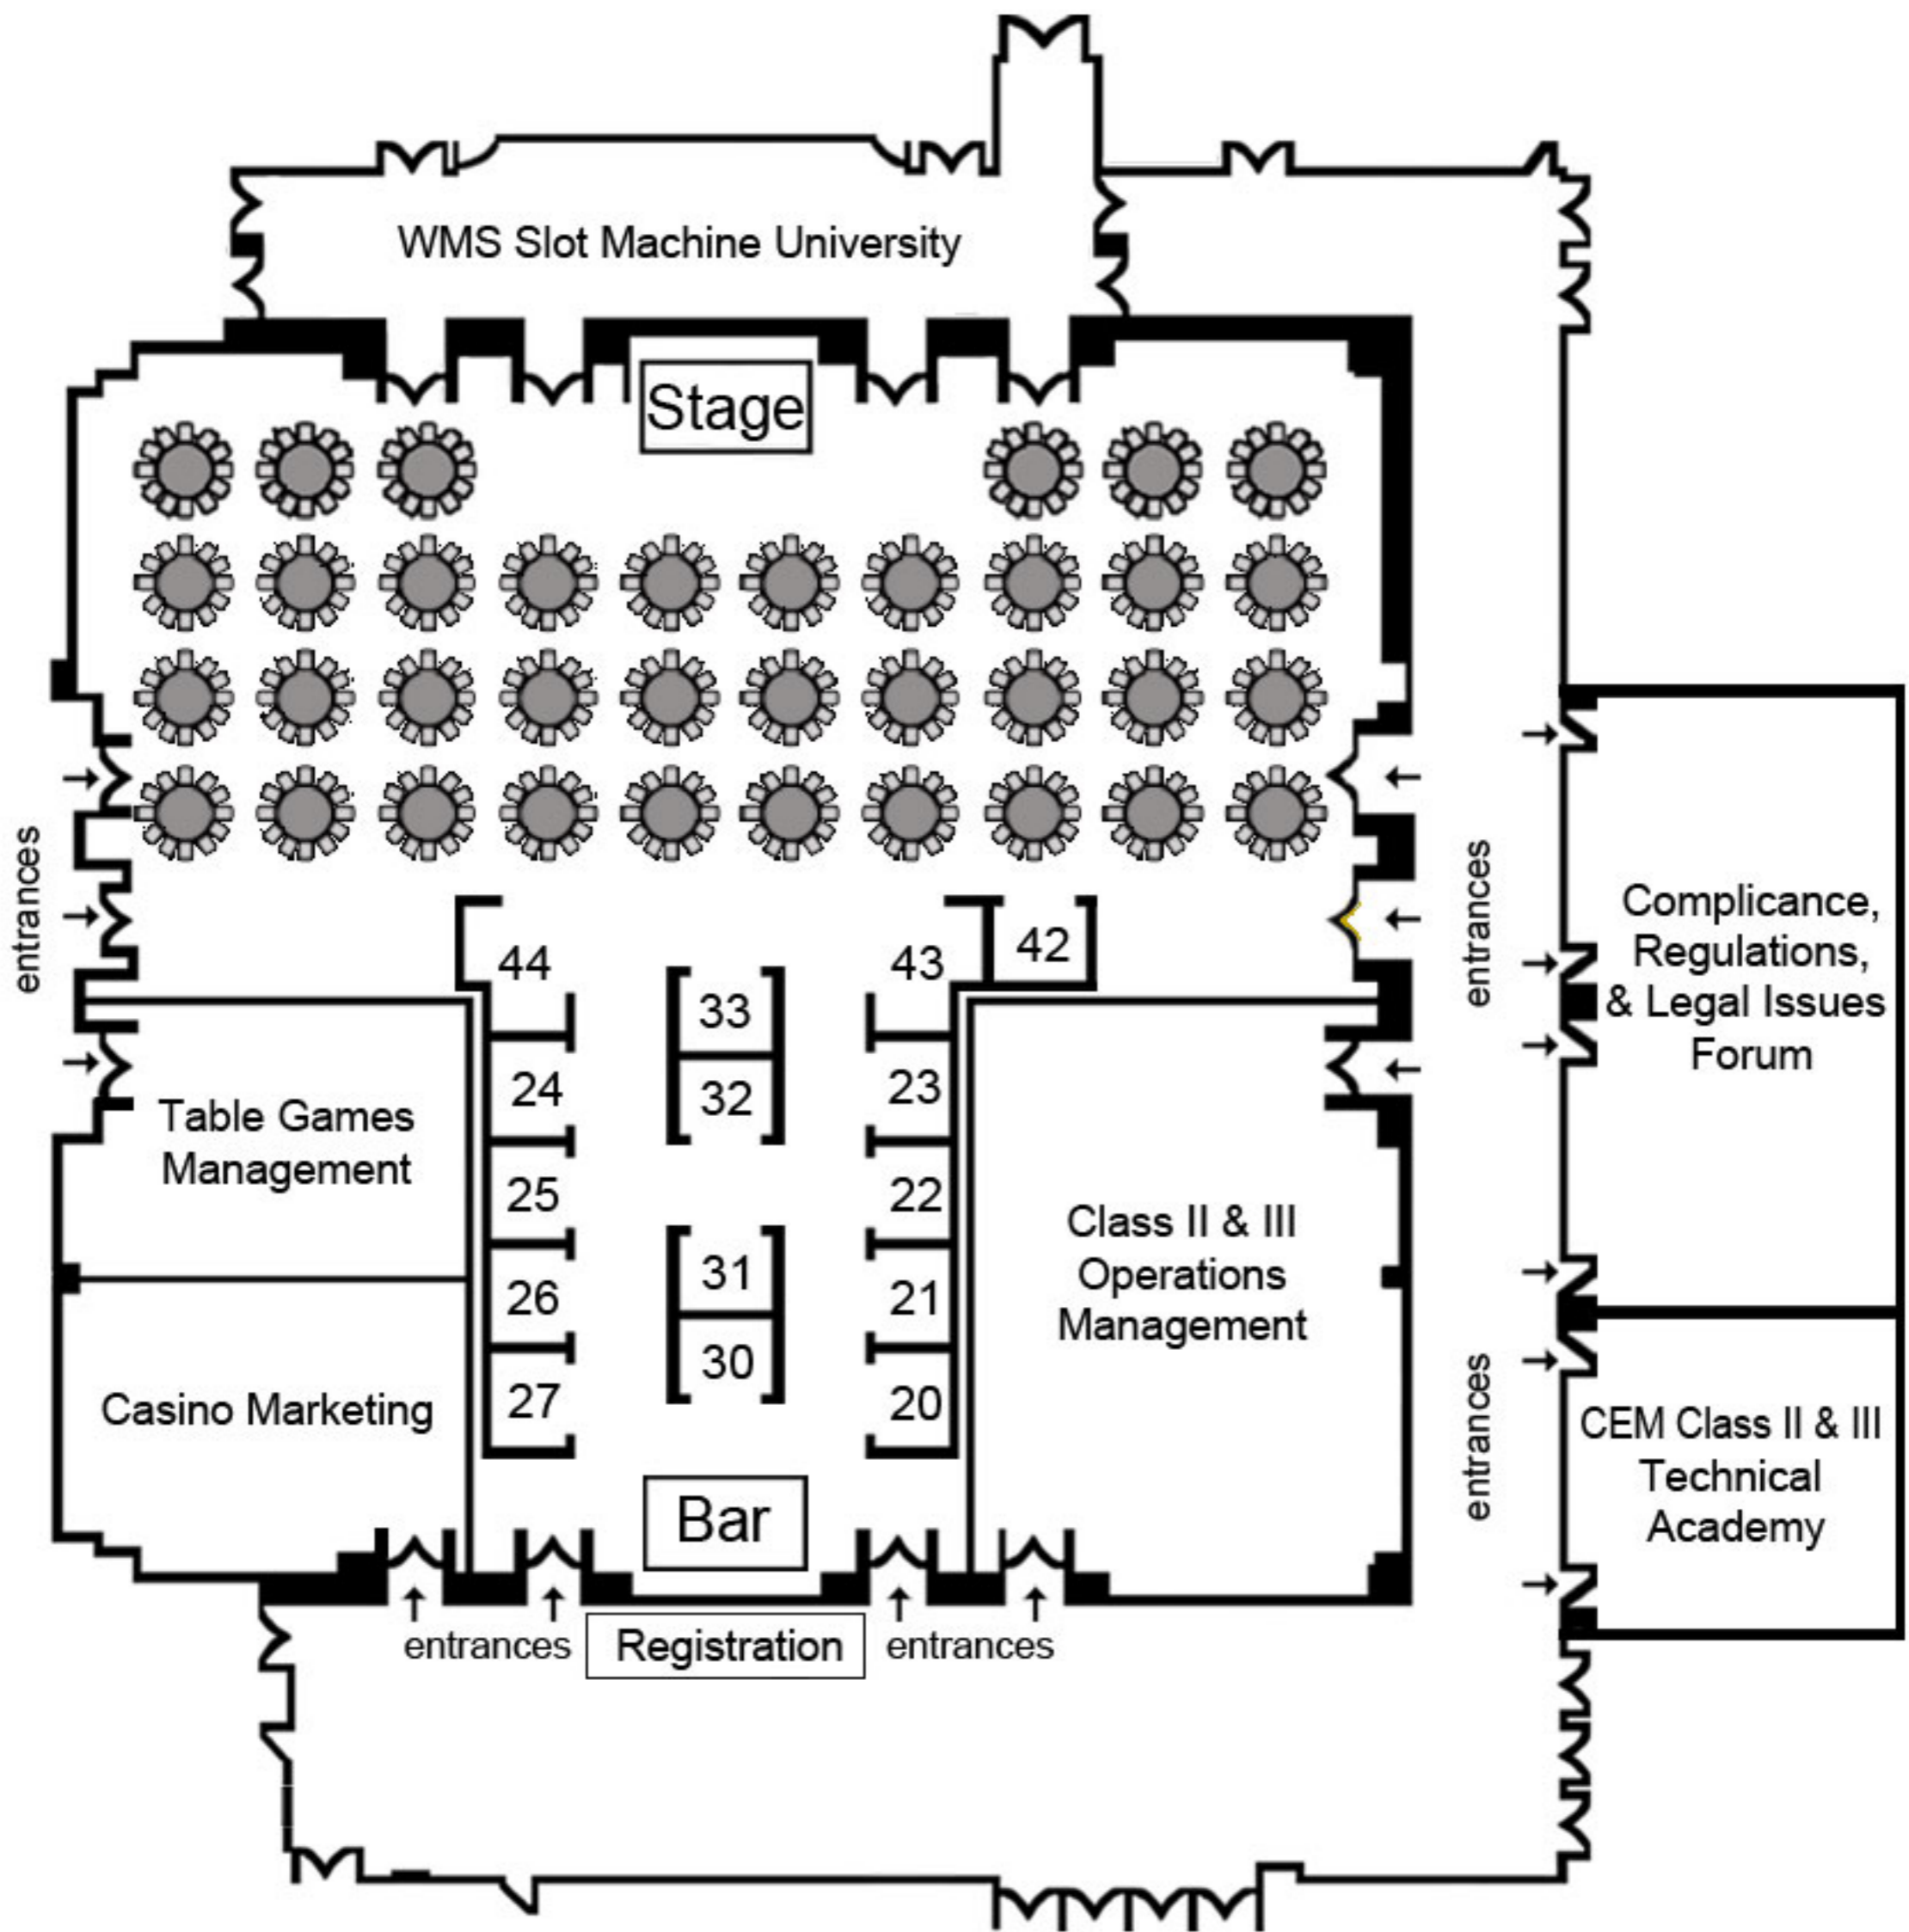 WMS Slot Machine University
Stage
entrances
entrances
44
43
42
33
32
24
23
25
22
31
30
26
21
27
20
Table Games
Management
Casino Marketing
Class II & III
Operations
Management
Complicance,
Regulations,
& Legal Issues
Forum
entrances
CEM Class II & III
Technical
Academy
Bar
entrances
Registration
entrances